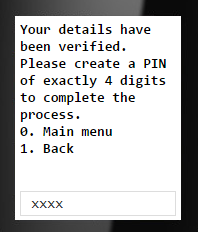 Your details have
been verified.
Please create a PIN
of exactly 4 digits
to complete the
process.
0. Main menu
1. Back
xxxx